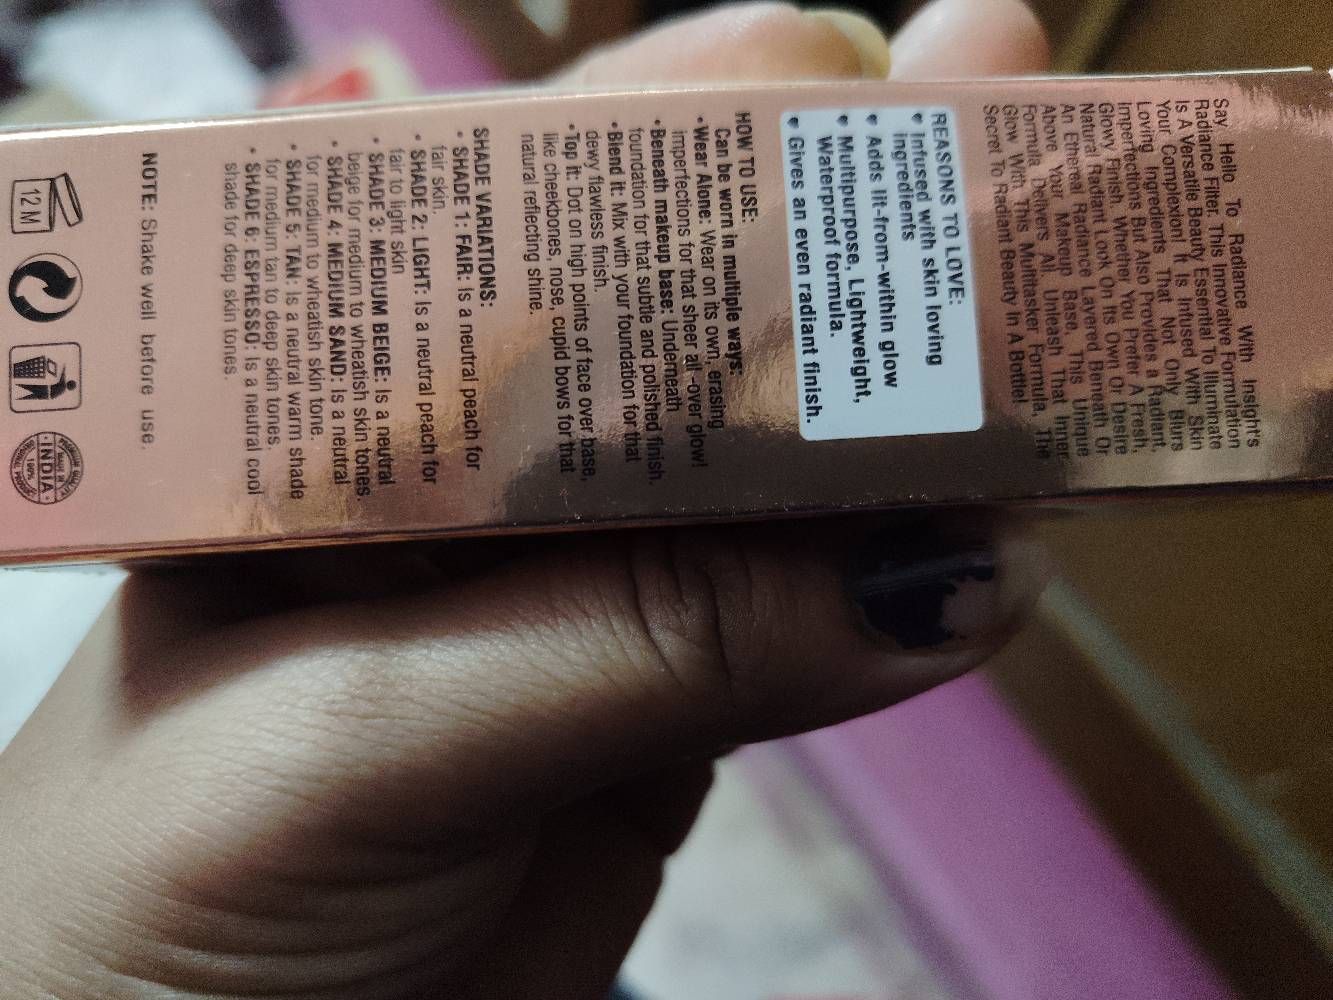 Say Hello To Radiance With Insight's
Radiance Filter. This Innovative Formulation
Is A Versatile Beauty Essential To Illuminate
Your Complexion! It Is Infused With Skin
Loving Ingredients That Not Only Blurs
Imperfections But Also Provides a Radiant,
Glowy Finish. Whether You Prefer A Fresh,
Natural Radiant Look On Its Own Or Desire
An Ethereal Radiance Layered Beneath Or
Above Your Makeup Base, This Unique
Formula Delivers All. Unleash That Inner
Glow With This Multitasker Formula, The
Secret To Radiant Beauty In A Bottle!
REASONS TO LOVE:
• Infused with skin loving
ingredients
• Adds lit-from-within glow
• Multipurpose, Lightweight,
Waterproof formula.
• Gives an even radiant finish.
HOW TO USE:
Can be worn in multiple ways:
• Wear Alone: Wear on its own, erasing
imperfections for that sheer all -over glow!
• Beneath makeup base: Underneath
foundation for that subtle and polished finish.
• Blend it: Mix with your foundation for that
dewy flawless finish.
• Top it: Dot on high points of face over base,
like cheekbones, nose, cupid bows for that
natural reflecting shine.
SHADE VARIATIONS:
• SHADE 1: FAIR: Is a neutral peach for
fair skin.
• SHADE 2: LIGHT: Is a neutral peach for
fair to light skin
• SHADE 3: MEDIUM BEIGE: Is a neutral
beige for medium to wheatish skin tones.
• SHADE 4: MEDIUM SAND: Is a neutral
for medium to wheatish skin tone.
• SHADE 5: TAN: Is a neutral warm shade
for medium tan to deep skin tones.
• SHADE 6: ESPRESSO: Is a neutral cool
shade for deep skin tones.
NOTE: Shake well before use.
12 M
MADE IN
INDIA
100%